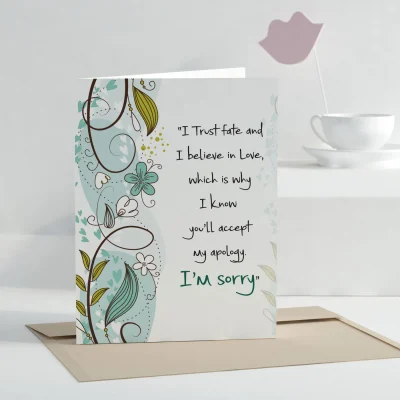 "I Trust fate and
I believe in Love,
which is why
I know
you'll accept
my apology.
I'm sorry"